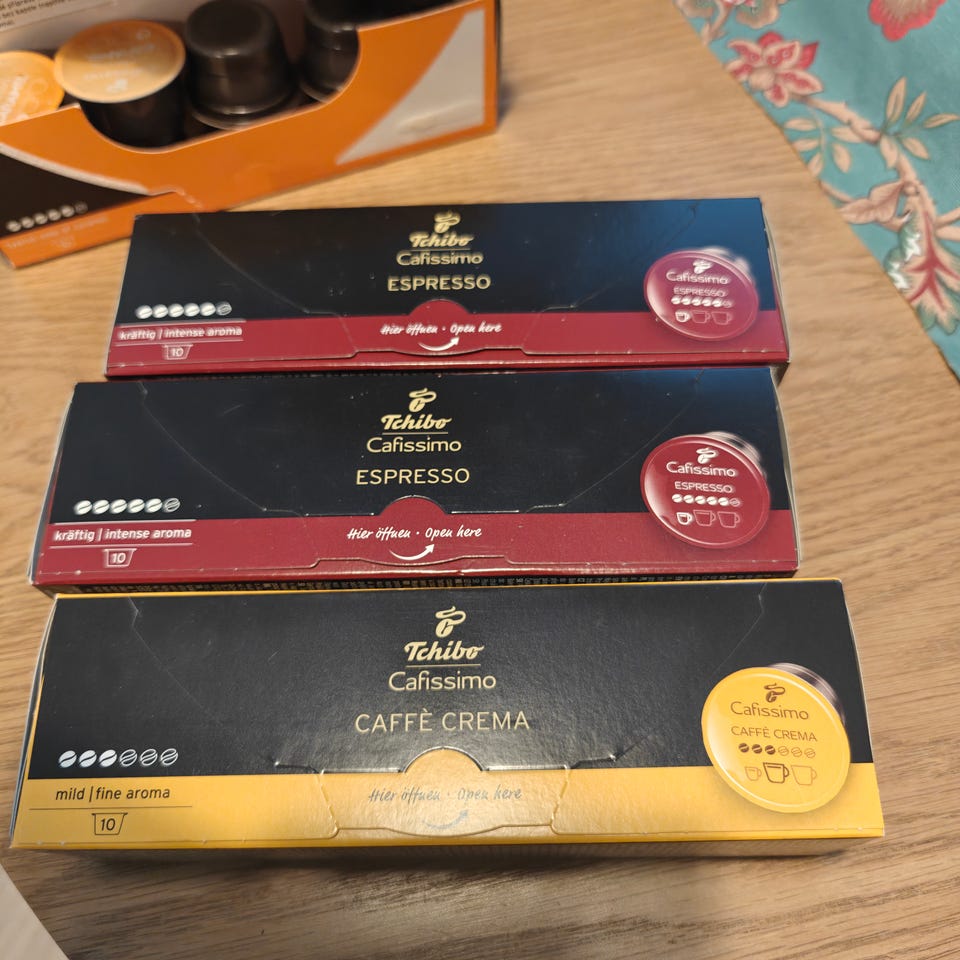 Tchibo
Cafissimo
ESPRESSO
kräftig | intense aroma
10
Hier öffnen · Open here
Cafissimo
ESPRESSO
Tchibo
Cafissimo
ESPRESSO
kräftig | intense aroma
10
Hier öffnen · Open here
Cafissimo
ESPRESSO
Tchibo
Cafissimo
CAFFÈ CREMA
mild | fine aroma
10
Hier öffnen · Open here
Cafissimo
CAFFÈ CREMA